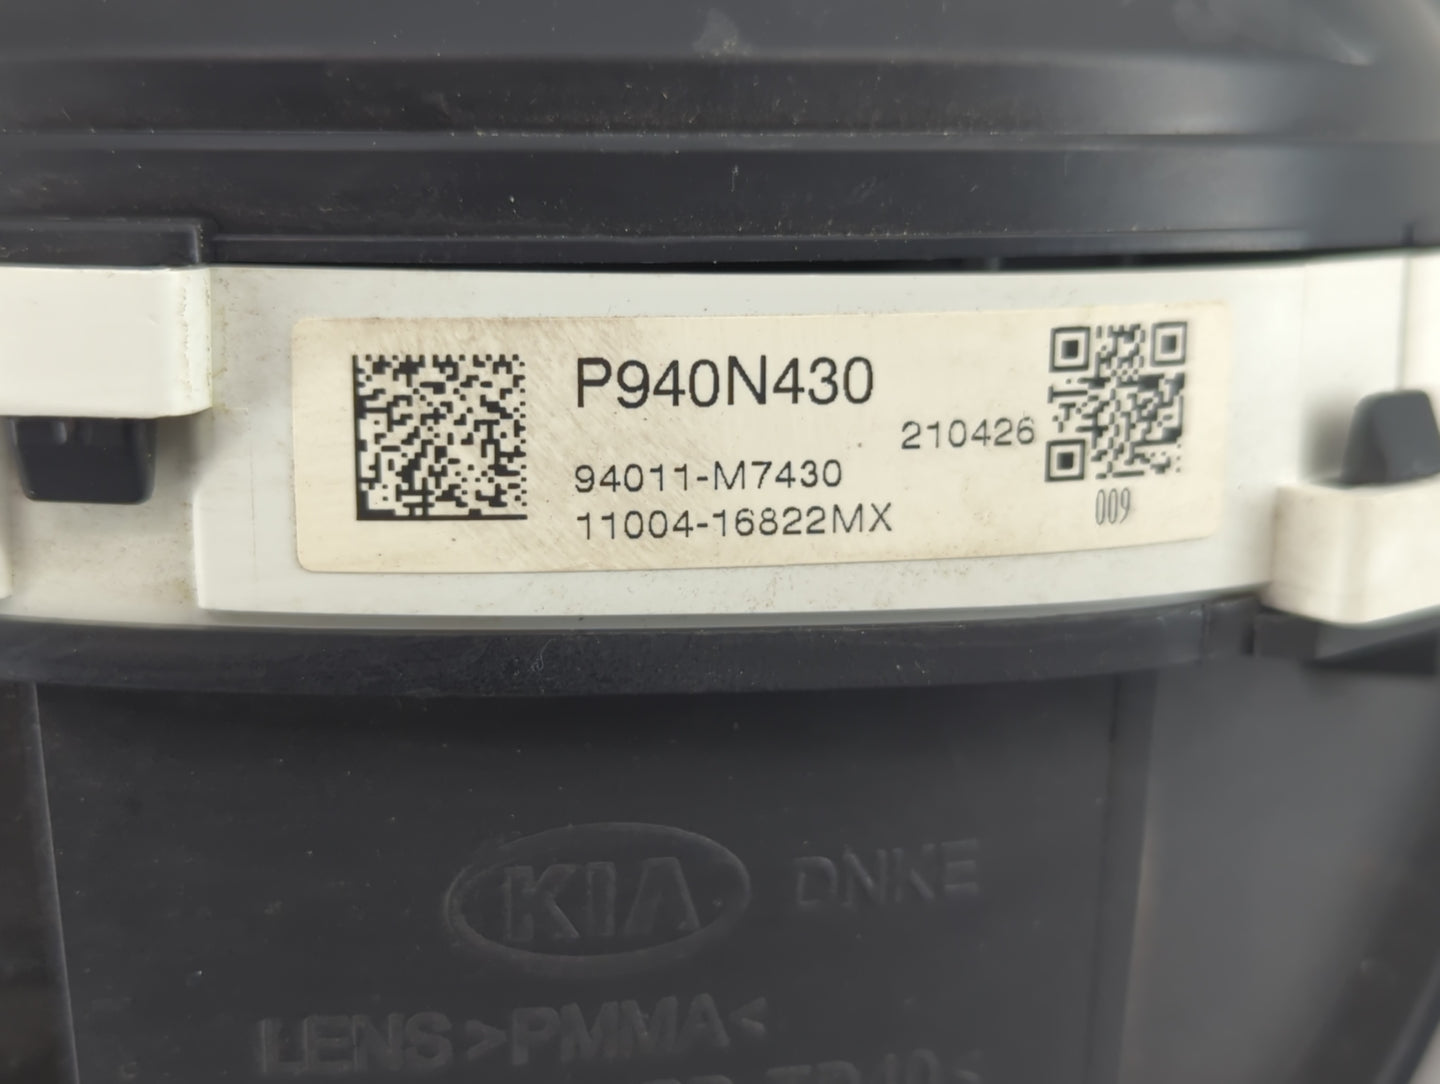 P940N430
210426
94011-M7430
11004-16822MX
009
KIA DNKE
LENS>PMMA<